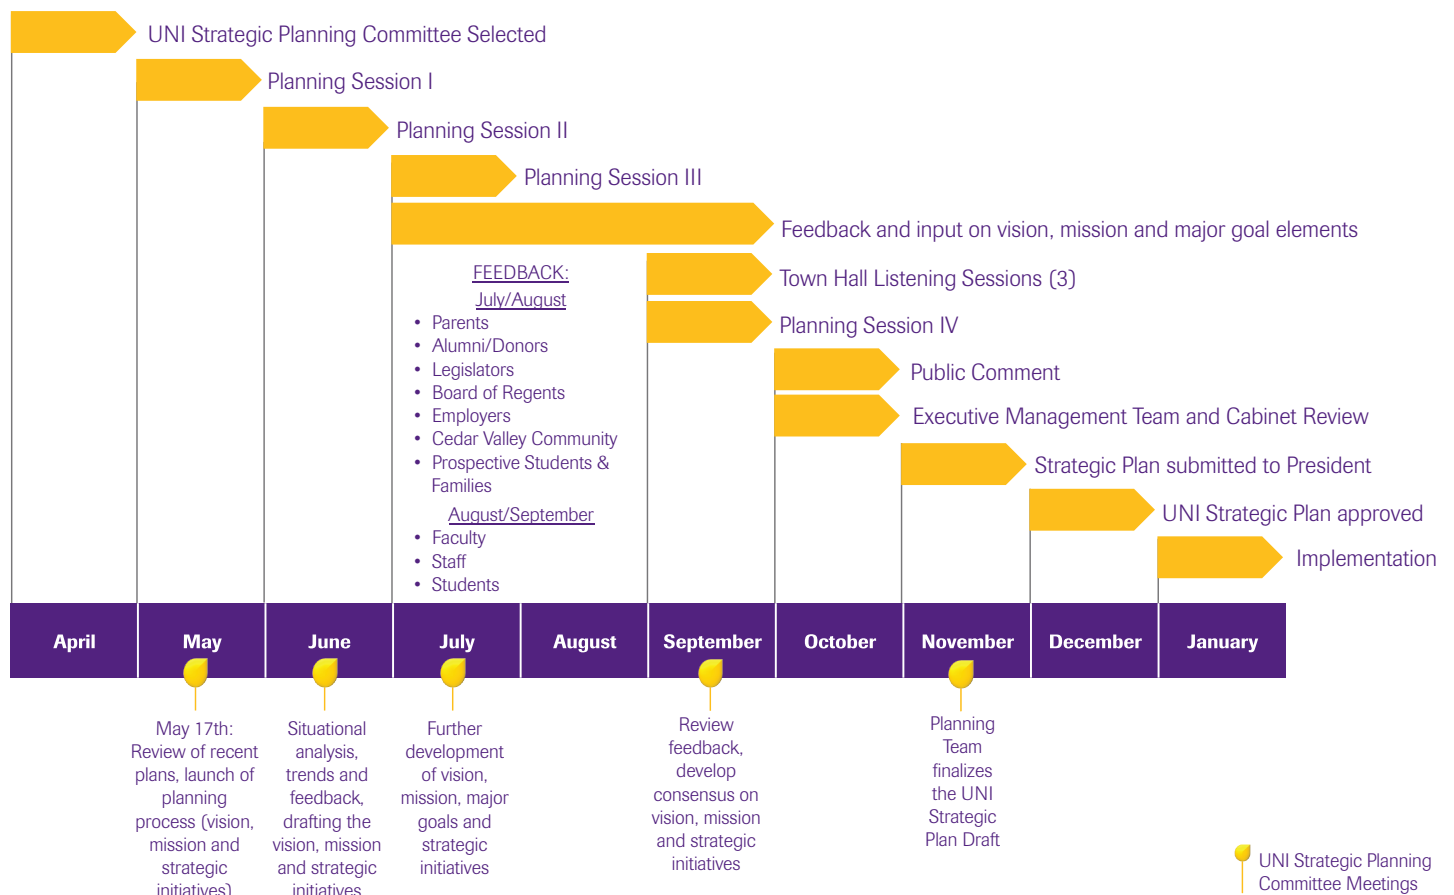 UNI Strategic Planning Committee Selected
Planning Session I
Planning Session II
Planning Session III
Feedback and input on vision, mission and major goal elements
FEEDBACK:
July/August
• Parents
• Alumni/Donors
• Legislators
• Board of Regents
• Employers
• Cedar Valley Community
• Prospective Students &
Families
August/September
• Faculty
• Staff
• Students
Town Hall Listening Sessions (3)
Planning Session IV
Public Comment
Executive Management Team and Cabinet Review
Strategic Plan submitted to President
UNI Strategic Plan approved
Implementation
April
May
June
July
August
September
October
November
December
January
May 17th:
Review of recent
plans, launch of
planning
process (vision,
mission and
strategic
initiatives)
Situational
analysis,
trends and
feedback,
drafting the
vision, mission
and strategic
initiatives
Further
development
of vision,
mission, major
goals and
strategic
initiatives
Review
feedback,
develop
consensus on
vision, mission
and strategic
initiatives
Planning
Team
finalizes
the UNI
Strategic
Plan Draft
UNI Strategic Planning
Committee Meetings